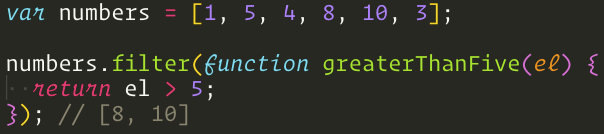 var numbers = [1, 5, 4, 8, 10, 3];
numbers.filter(function greaterThanFive(el) {
  return el > 5;
}); // [8, 10]